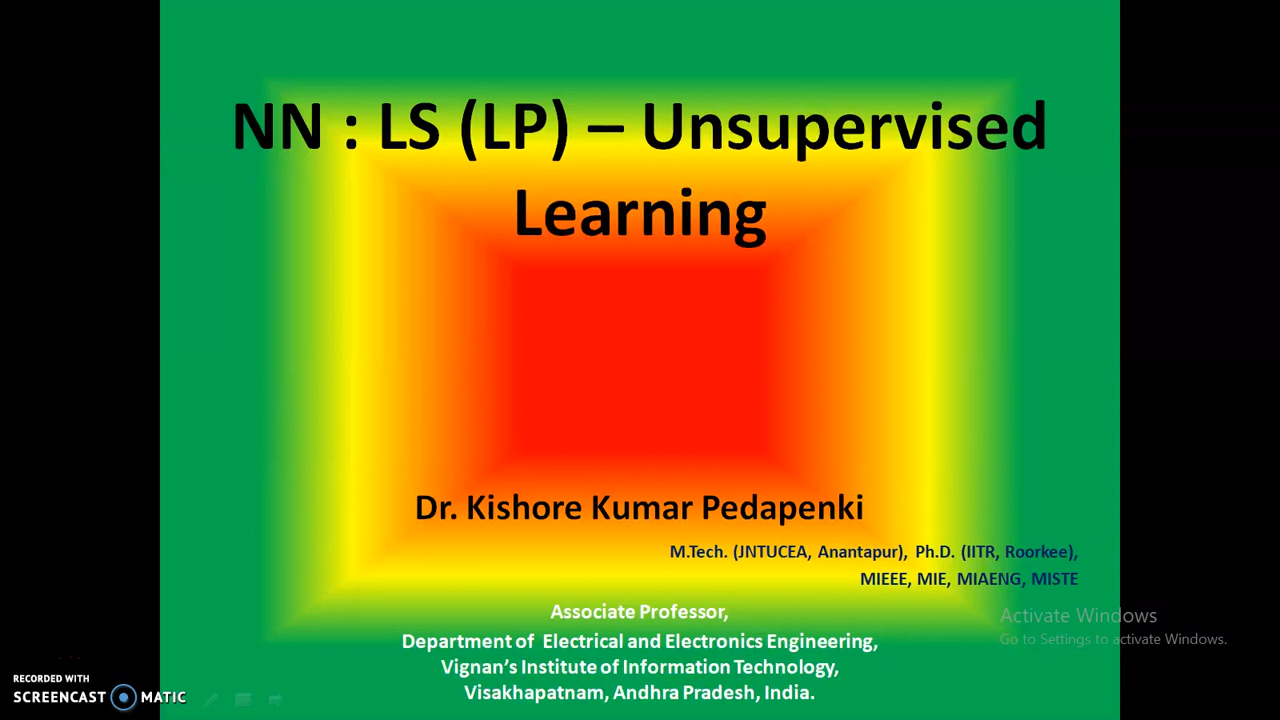 NN : LS (LP) – Unsupervised
Learning
Dr. Kishore Kumar Pedapenki
M.Tech. (JNTUCEA, Anantapur), Ph.D. (IITR, Roorkee),
MIEEE, MIE, MIAENG, MISTE
Associate Professor,
Department of Electrical and Electronics Engineering,
Vignan’s Institute of Information Technology,
Visakhapatnam, Andhra Pradesh, India.
Activate Windows
Go to Settings to activate Windows.
RECORDED WITH
SCREENCAST MATIC